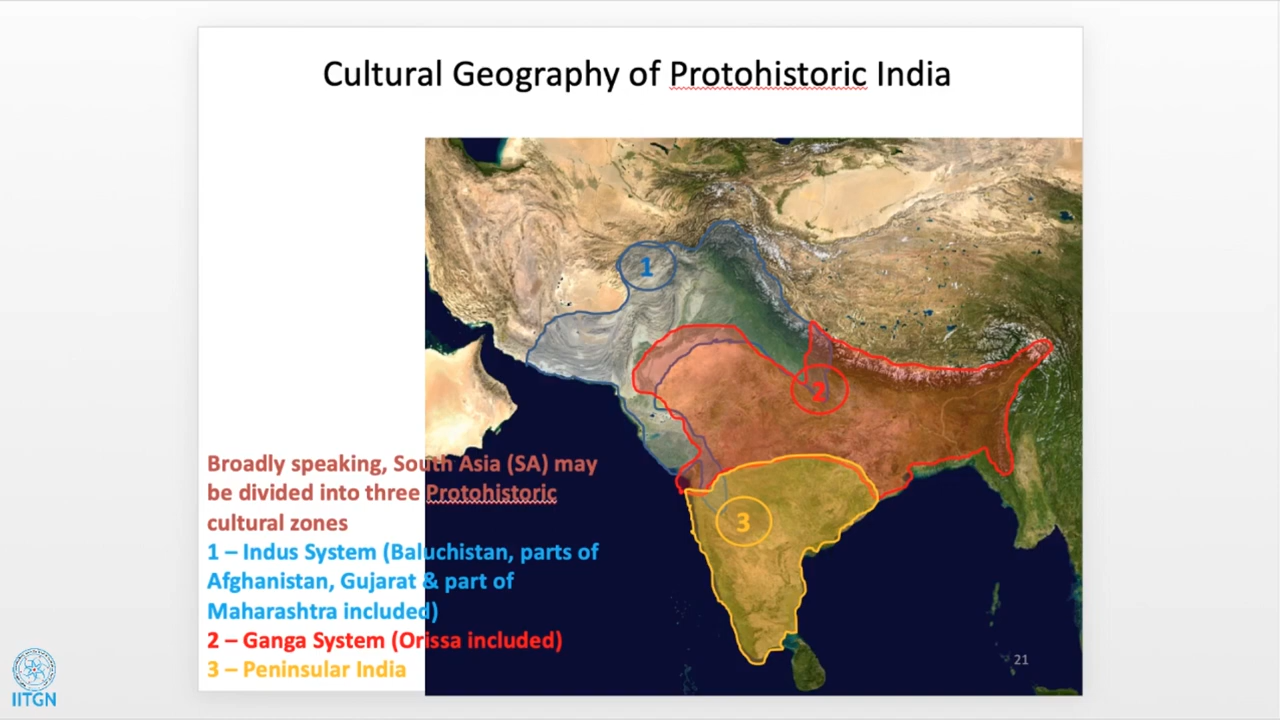 Cultural Geography of Protohistoric India
1
2
3
Broadly speaking, South Asia (SA) may
be divided into three Protohistoric
cultural zones
1 – Indus System (Baluchistan, parts of
Afghanistan, Gujarat & part of
Maharashtra included)
2 – Ganga System (Orissa included)
3 – Peninsular India
21
IITGN